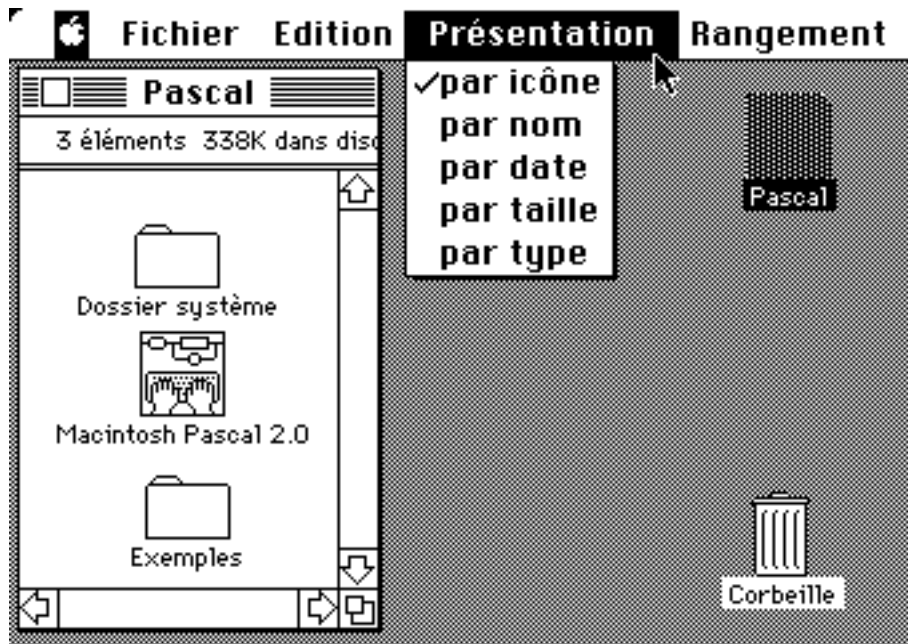 Fichier Edition Présentation Rangement
Pascal
3 éléments 338K dans disq
par icône
par nom
par date
par taille
par type
Pascal
Dossier système
Macintosh Pascal 2.0
Exemples
Corbeille